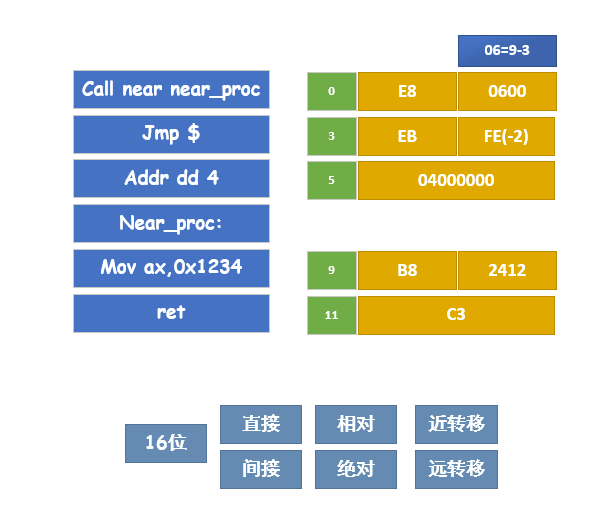 06=9-3
Call near near_proc 0 E8 0600
Jmp $ 3 EB FE(-2)
Addr dd 4 5 04000000
Near_proc:
Mov ax,0x1234 9 B8 2412
ret 11 C3
直接 相对 近转移
16位
间接 绝对 远转移